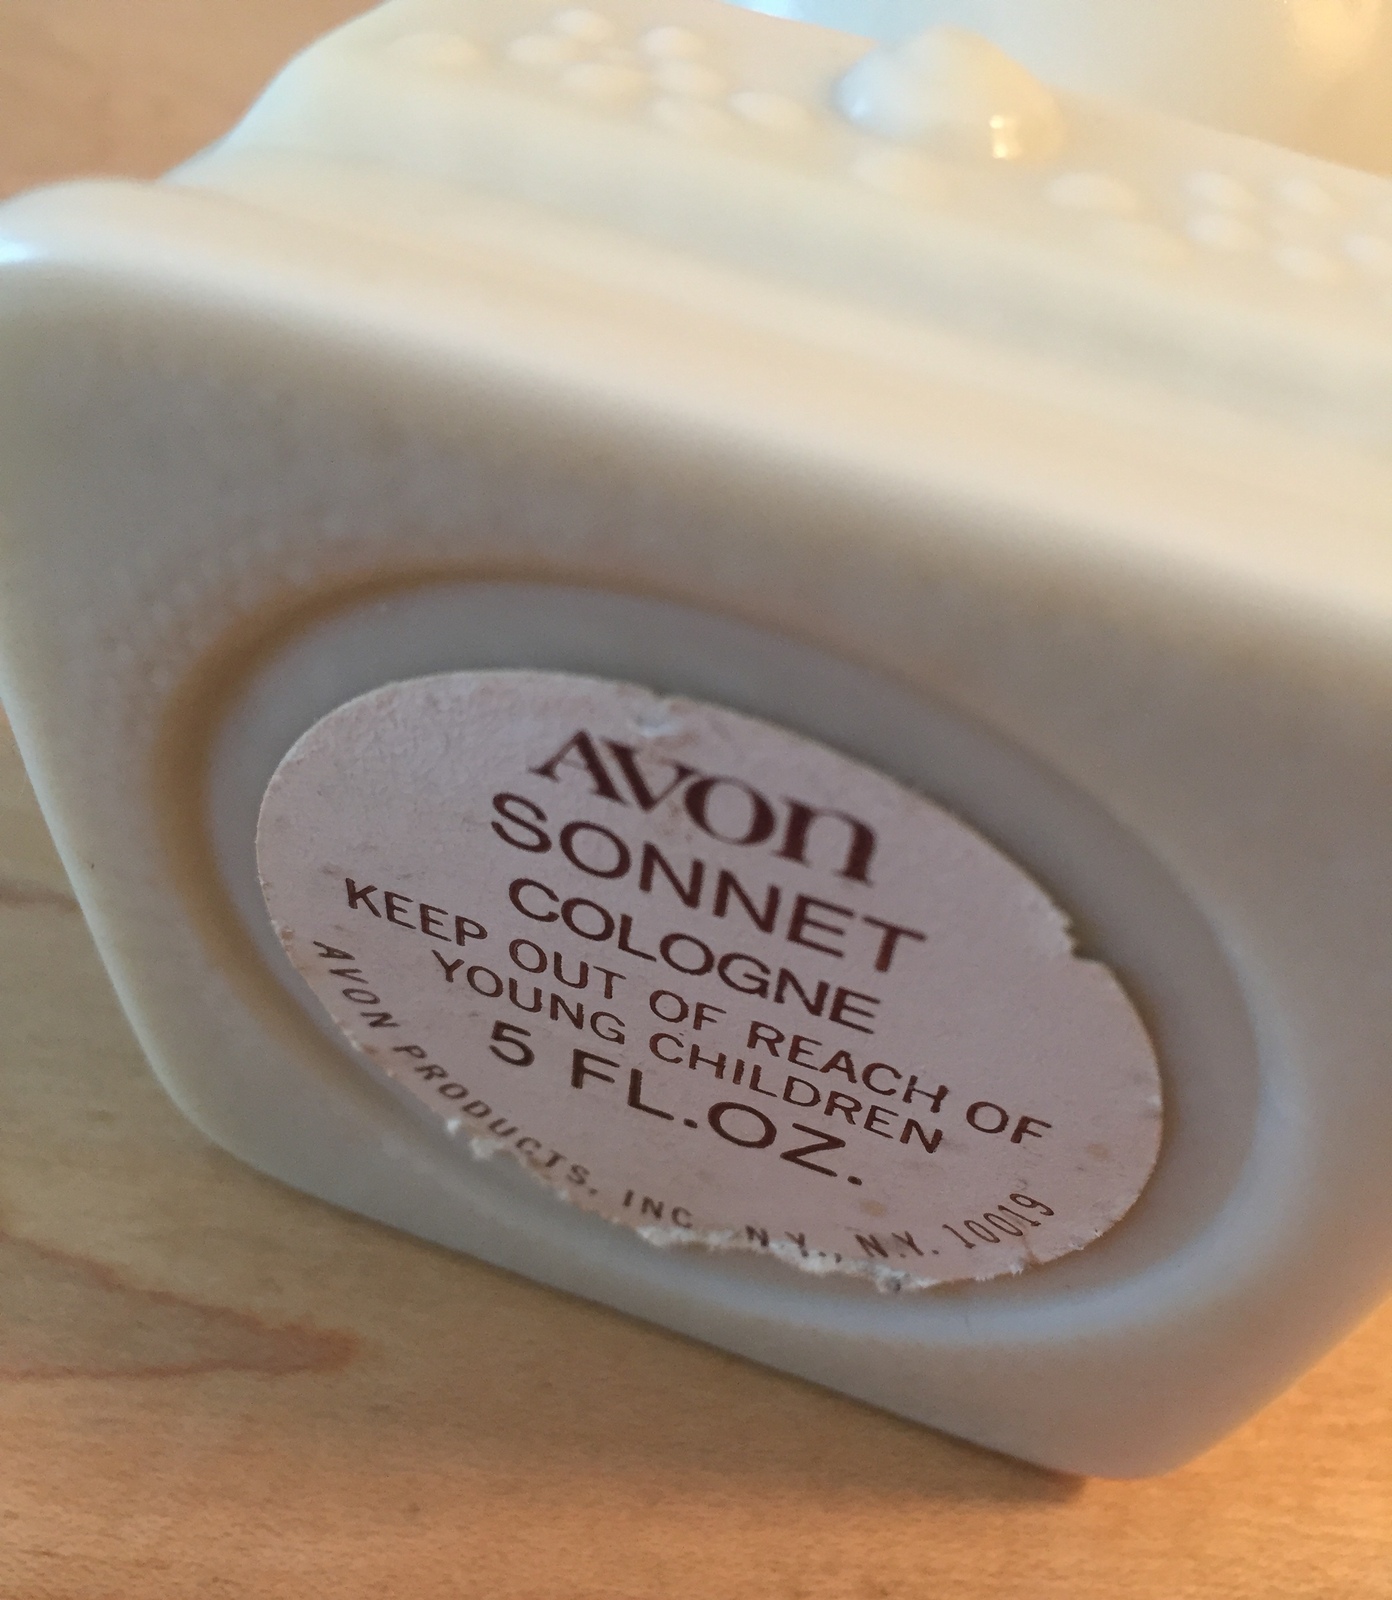 AVON
SONNET
COLOGNE
KEEP OUT OF REACH OF
YOUNG CHILDREN
5 FL.OZ.
AVON PRODUCTS, INC. N.Y., N.Y. 10019